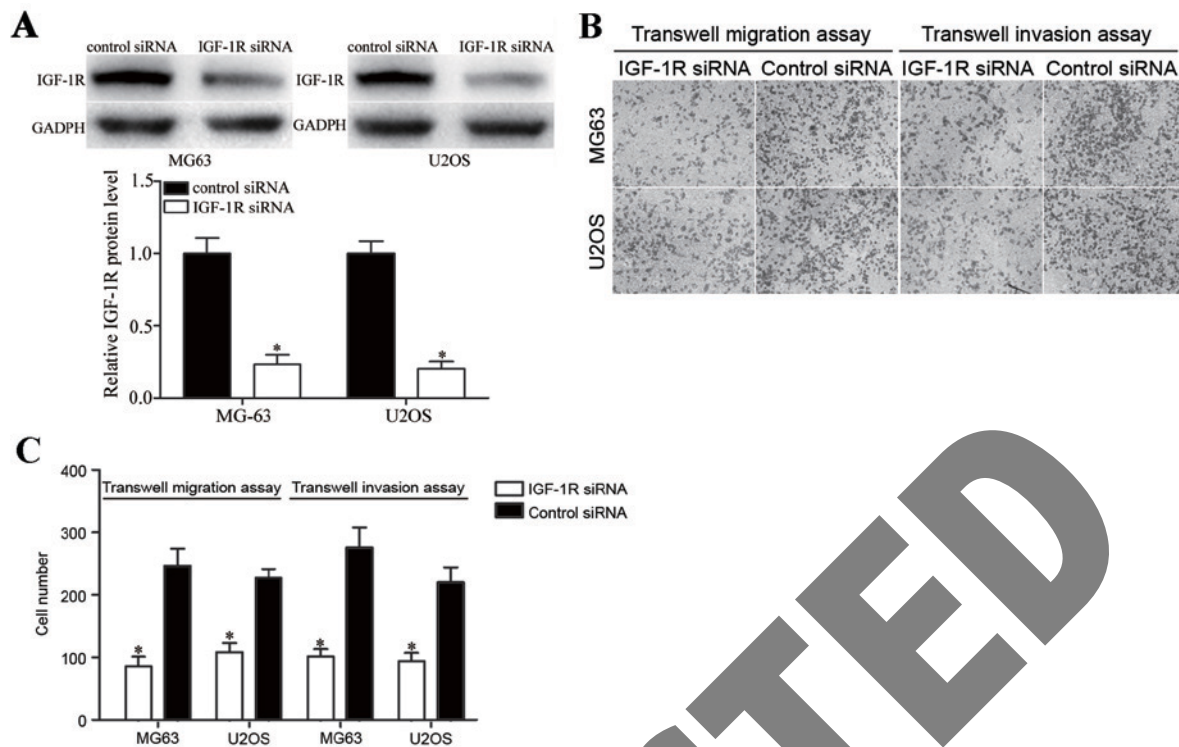 A
control siRNA IGF-1R siRNA control siRNA IGF-1R siRNA
IGF-1R IGF-1R
GADPH GADPH
MG63 U2OS
Relative IGF-1R protein level
1.5
1.0
0.5
0.0
control siRNA
IGF-1R siRNA
*
*
MG-63 U2OS
B
Transwell migration assay Transwell invasion assay
IGF-1R siRNA Control siRNA IGF-1R siRNA Control siRNA
MG63
U2OS
C
Cell number
400
300
200
100
0
Transwell migration assay Transwell invasion assay
IGF-1R siRNA
Control siRNA
* * * *
MG63 U2OS MG63 U2OS
TED